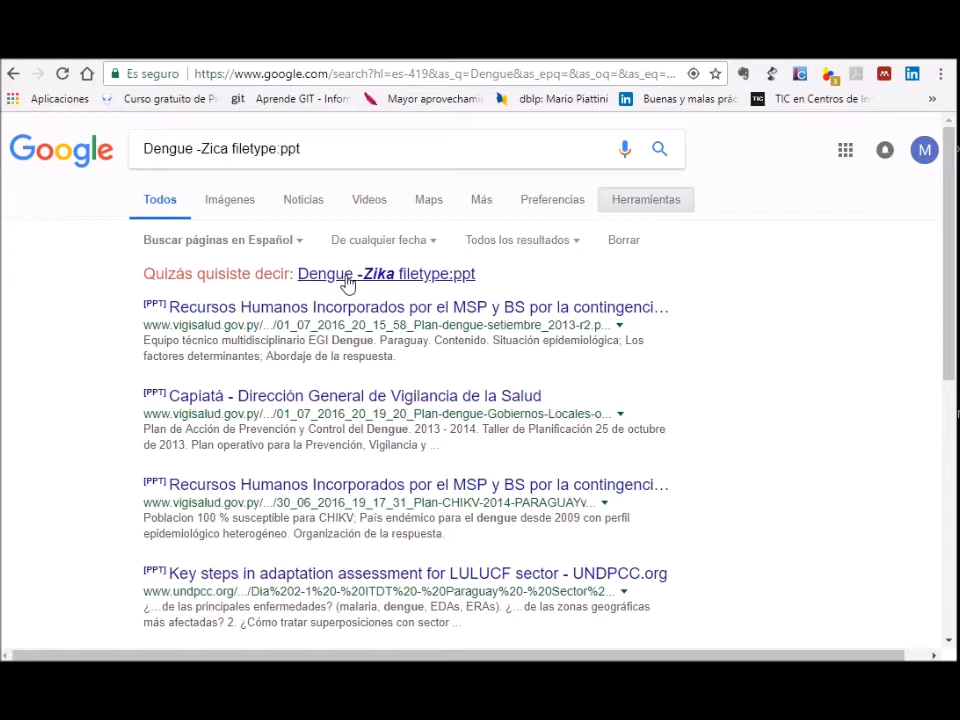 Es seguro https://www.google.com/search?hl=es-419&as_q=Dengue&as_epq=&as_oq=&as_eq=...
Aplicaciones Curso gratuito de P git Aprende GIT - Infor Mayor aprovechami dblp: Mario Piattini Buenas y malas prác TIC TIC en Centros de In »
Google
Dengue -Zica filetype:ppt
M
Todos Imágenes Noticias Videos Maps Más Preferencias Herramientas
Buscar páginas en Español De cualquier fecha Todos los resultados Borrar
Quizás quisiste decir: Dengue -Zika filetype:ppt
[PPT] Recursos Humanos Incorporados por el MSP y BS por la contingenci...
www.vigisalud.gov.py/.../01_07_2016_20_15_58_Plan-dengue-setiembre_2013-r2.p...
Equipo técnico multidisciplinario EGI Dengue. Paraguay. Contenido. Situación epidemiológica; Los
factores determinantes; Abordaje de la respuesta.
[PPT] Capiatá - Dirección General de Vigilancia de la Salud
www.vigisalud.gov.py/.../01_07_2016_20_19_20_Plan-dengue-Gobiernos-Locales-o...
Plan de Acción de Prevención y Control del Dengue. 2013 - 2014. Taller de Planificación 25 de octubre
de 2013. Plan operativo para la Prevención, Vigilancia y ...
[PPT] Recursos Humanos Incorporados por el MSP y BS por la contingenci...
www.vigisalud.gov.py/.../30_06_2016_19_17_31_Plan-CHIKV-2014-PARAGUAYv...
Poblacion 100 % susceptible para CHIKV; País endémico para el dengue desde 2009 con perfil
epidemiológico heterogéneo. Organización de la respuesta.
[PPT] Key steps in adaptation assessment for LULUCF sector - UNDPCC.org
www.undpcc.org/.../Dia%202-1%20-%20ITDT%20-%20Paraguay%20-%20Sector%2...
¿...de las principales enfermedades? (malaria, dengue, EDAs, ERAs). ¿...de las zonas geográficas
más afectadas? 2. ¿Cómo tratar superposiciones con sector ...